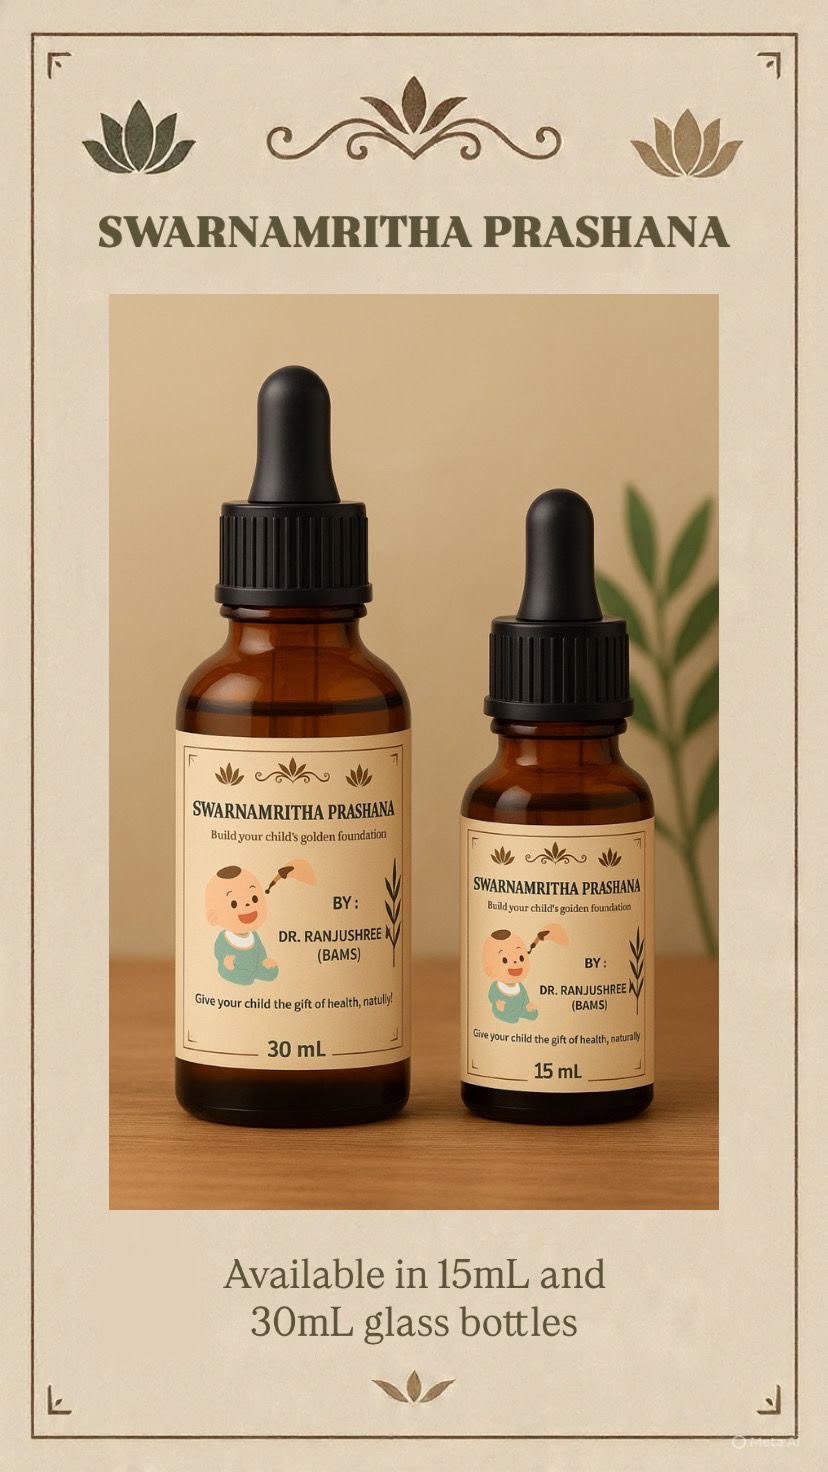 SWARNAMRITHA PRASHANA
SWARNAMRITHA PRASHANA
Build your child's golden foundation
BY :
DR. RANJUSHREE
(BAMS)
Give your child the gift of health, natully!
30 mL
SWARNAMRITHA PRASHANA
Build your child's golden foundation
BY :
DR. RANJUSHREE
(BAMS)
Give your child the gift of health, naturally
15 mL
Available in 15mL and
30mL glass bottles
Meta AI